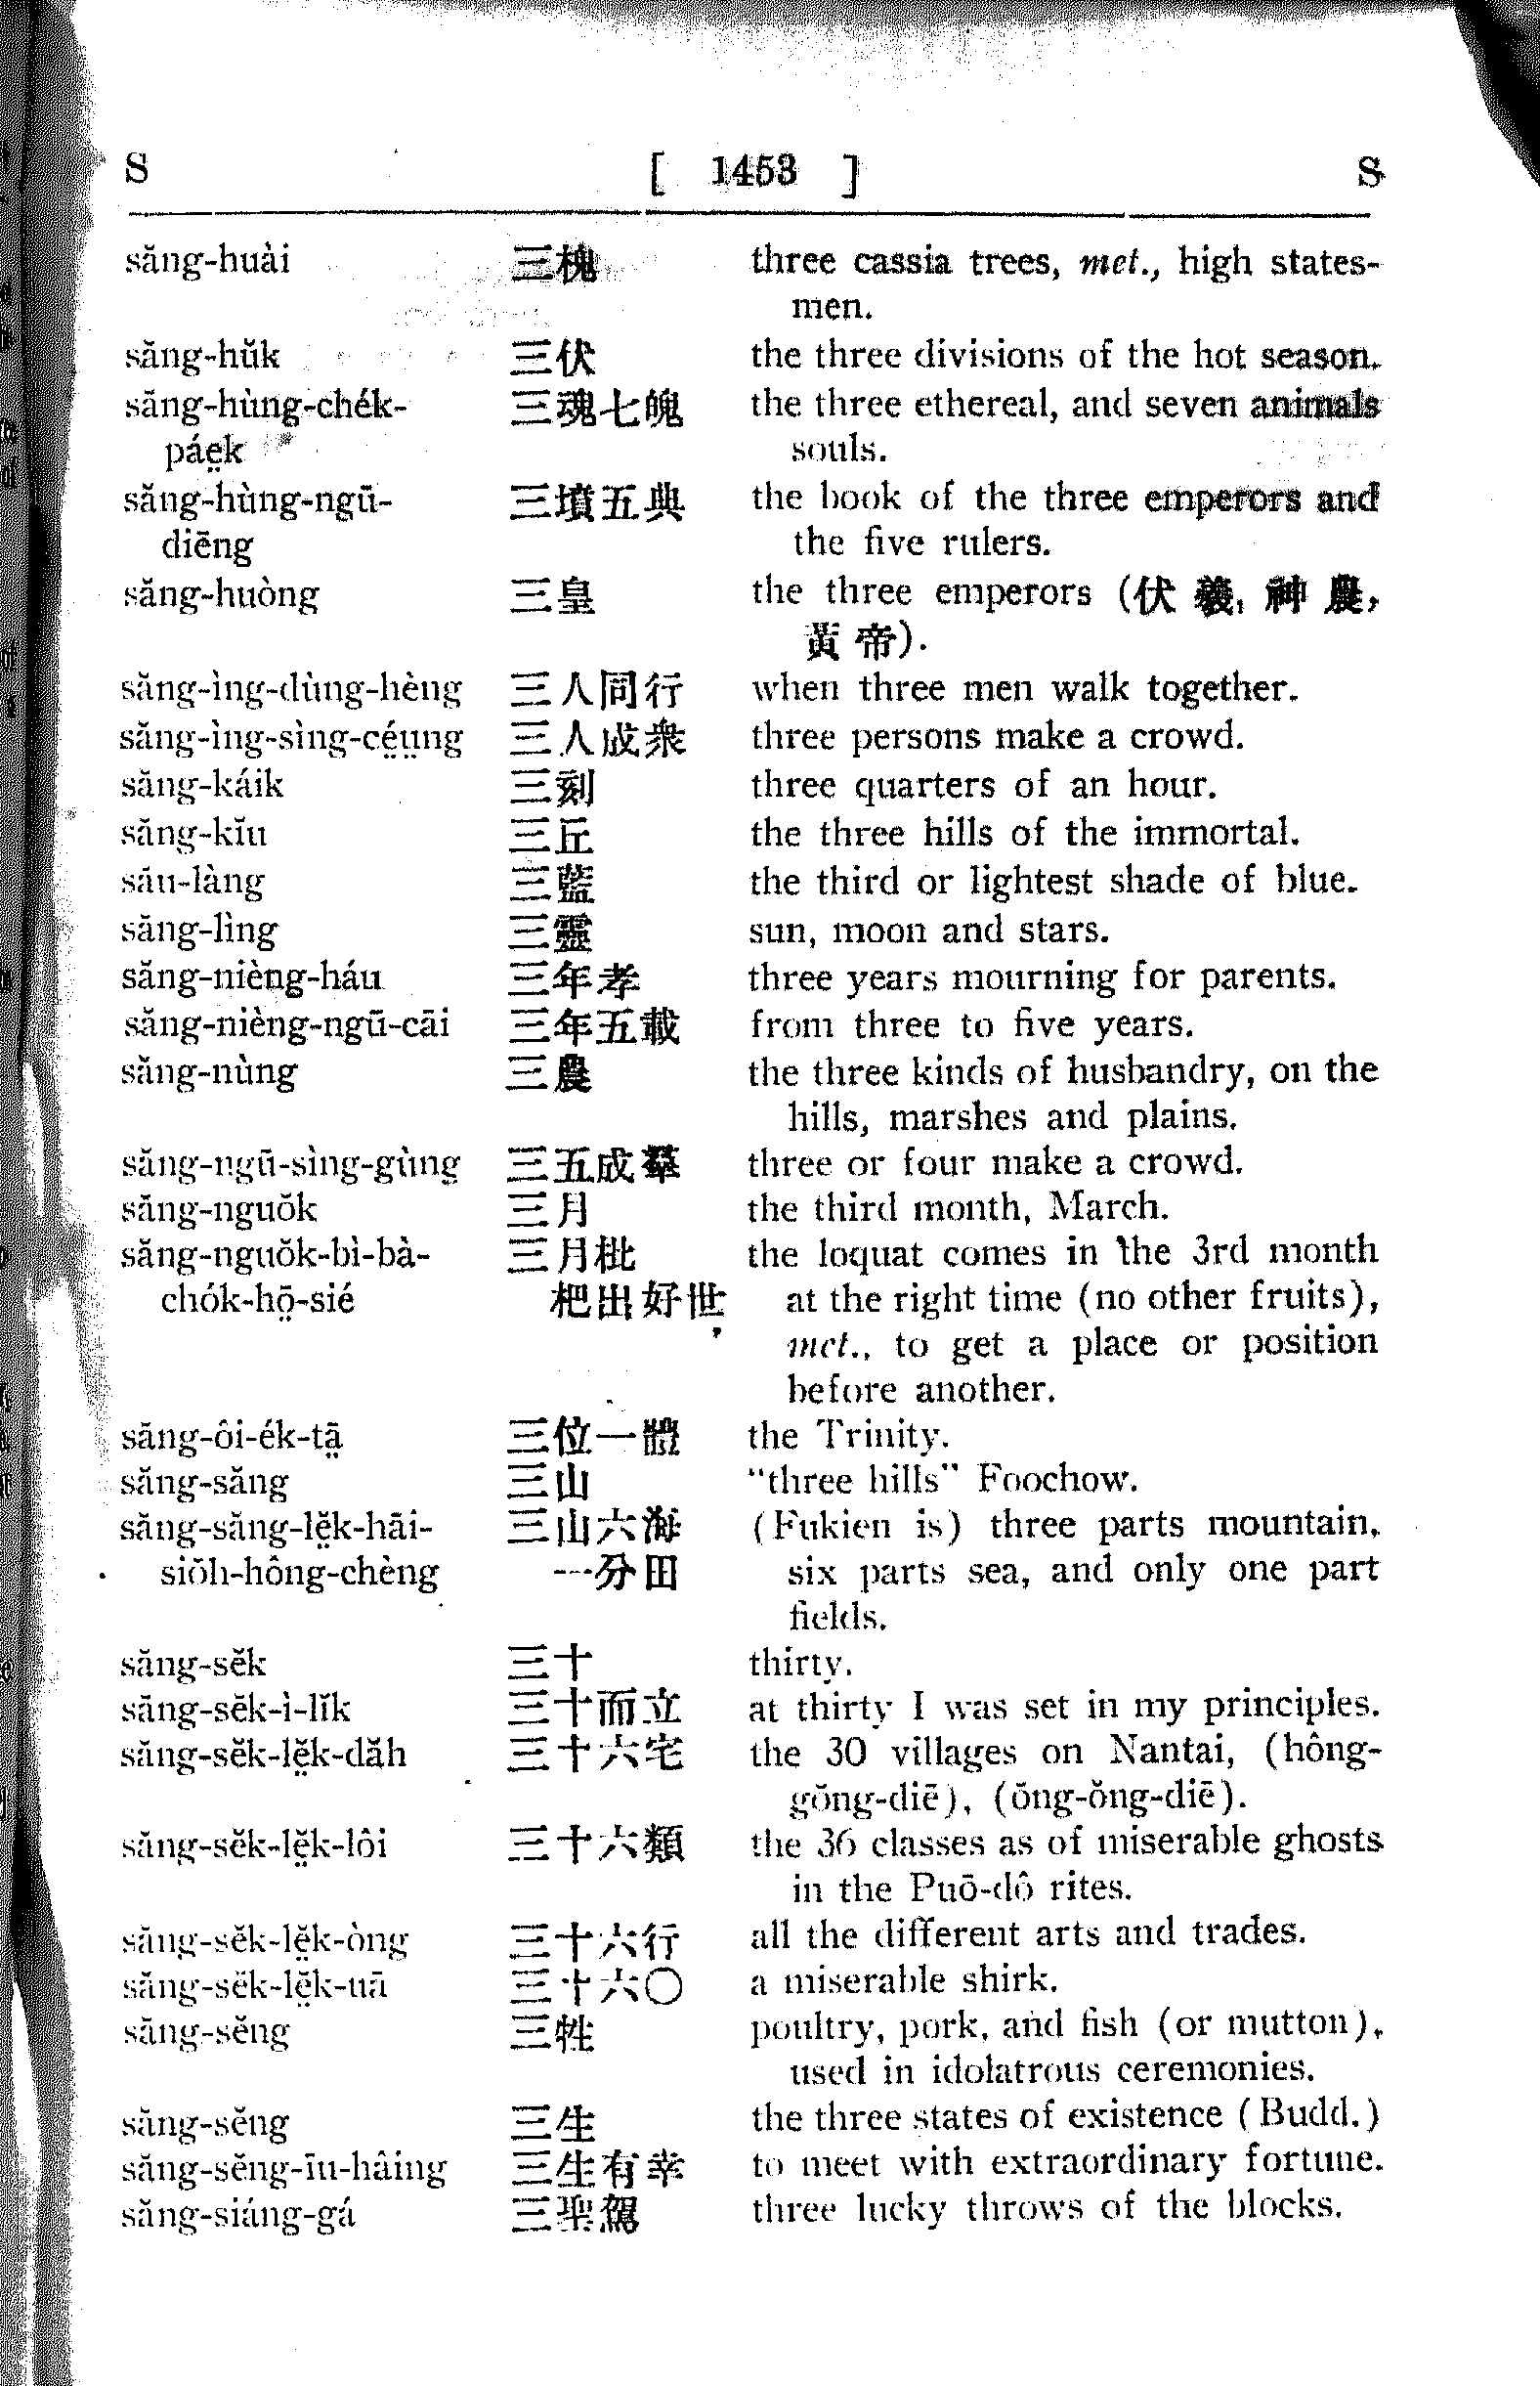 S [ 1453 ] S
săng-huài 三槐 three cassia trees, met., high states-
men.
săng-hŭk 三伏 the three divisions of the hot season.
săng-hùng-chék- 三魂七魄 the three ethereal, and seven animals
páe̤k souls.
săng-hùng-ngū- 三墳五典 the book of the three emperors and
diēng the five rulers.
săng-huòng 三皇 the three emperors (伏羲, 神農,
黃帝).
săng-ìng-dùng-hèng 三人同行 when three men walk together.
săng-ìng-sìng-cé̤ṳng 三人成衆 three persons make a crowd.
săng-káik 三刻 three quarters of an hour.
săng-kĭu 三丘 the three hills of the immortal.
său-làng 三藍 the third or lightest shade of blue.
săng-lìng 三靈 sun, moon and stars.
săng-nièng-háu 三年孝 three years mourning for parents.
săng-nièng-ngū-cāi 三年五載 from three to five years.
săng-nùng 三農 the three kinds of husbandry, on the
hills, marshes and plains.
săng-ngū-sìng-gùng 三五成羣 three or four make a crowd.
săng-nguŏk 三月 the third month, March.
săng-nguŏk-bì-bà- 三月枇 the loquat comes in the 3rd month
chók-hō̤-sié 杷出好世 at the right time (no other fruits),
met., to get a place or position
before another.
săng-ôi-ék-tā̤ 三位一體 the Trinity.
săng-săng 三山 "three hills" Foochow.
săng-săng-lĕ̤k-hāi- 三山六海 (Fukien is) three parts mountain,
siŏh-hông-chèng 一分田 six parts sea, and only one part
fields.
săng-sĕk 三十 thirty.
săng-sĕk-ì-lĭk 三十而立 at thirty I was set in my principles.
săng-sĕk-lĕ̤k-dăh 三十六宅 the 30 villages on Nantai, (hông-
gŏng-diē), (ŏng-ŏng-diē).
săng-sĕk-lĕ̤k-lôi 三十六類 the 36 classes as of miserable ghosts
in the Puō-dô rites.
săng-sĕk-lĕ̤k-òng 三十六行 all the different arts and trades.
săng-sĕk-lĕ̤k-uā 三十六〇 a miserable shirk.
săng-sĕng 三牲 poultry, pork, and fish (or mutton),
used in idolatrous ceremonies.
săng-sĕng 三生 the three states of existence (Budd.)
săng-sĕng-īu-hâing 三生有幸 to meet with extraordinary fortune.
săng-siáng-gá 三聖駕 three lucky throws of the blocks.